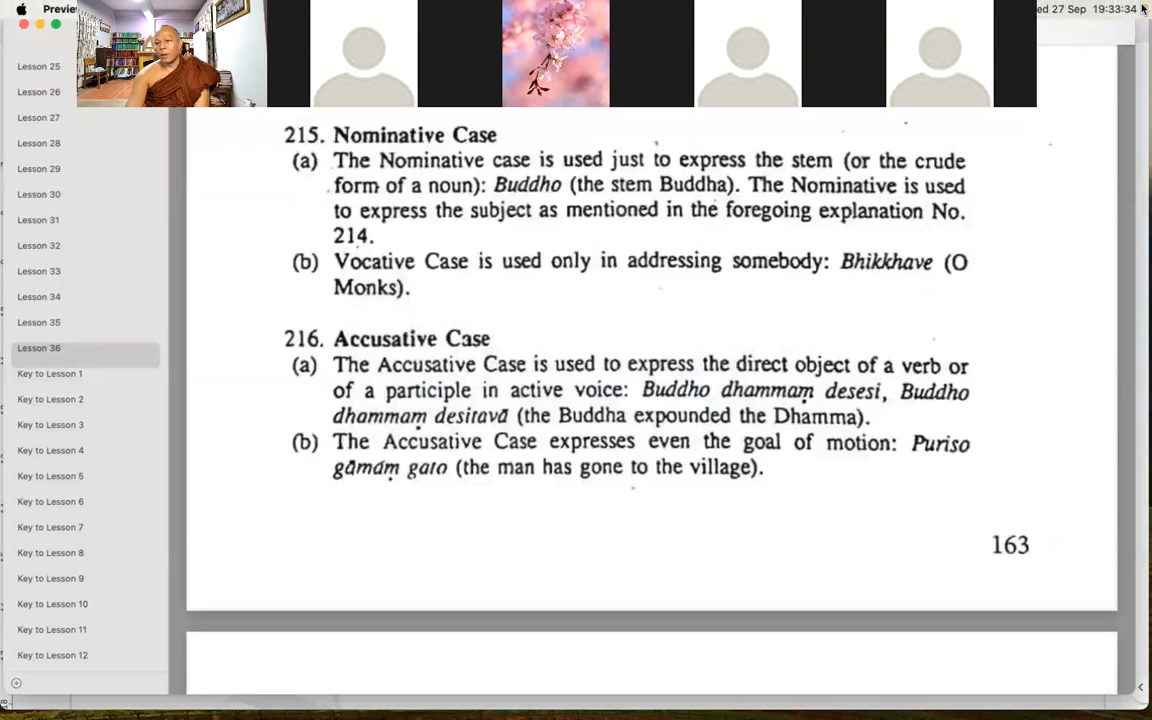 Preview
ed 27 Sep 19:33:34
Lesson 25
Lesson 26
Lesson 27
Lesson 28
Lesson 29
Lesson 30
Lesson 31
Lesson 32
Lesson 33
Lesson 34
Lesson 35
Lesson 36
Key to Lesson 1
Key to Lesson 2
Key to Lesson 3
Key to Lesson 4
Key to Lesson 5
Key to Lesson 6
Key to Lesson 7
Key to Lesson 8
Key to Lesson 9
Key to Lesson 10
Key to Lesson 11
Key to Lesson 12
215. Nominative Case
(a) The Nominative case is used just to express the stem (or the crude
form of a noun): Buddho (the stem Buddha). The Nominative is used
to express the subject as mentioned in the foregoing explanation No.
214.
(b) Vocative Case is used only in addressing somebody: Bhikkhave (O
Monks).
216. Accusative Case
(a) The Accusative Case is used to express the direct object of a verb or
of a participle in active voice: Buddho dhammaṃ desesi, Buddho
dhammaṃ desitavā (the Buddha expounded the Dhamma).
(b) The Accusative Case expresses even the goal of motion: Puriso
gāmaṃ gato (the man has gone to the village).
163